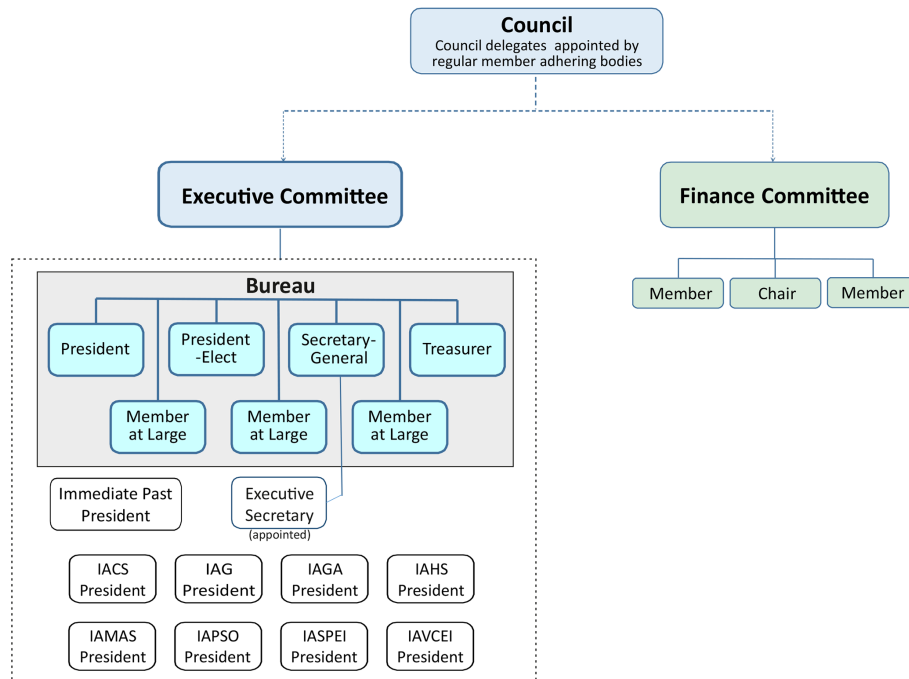 Council
Council delegates appointed by
regular member adhering bodies
Executive Committee
Finance Committee
Member
Chair
Member
Bureau
President
President
-Elect
Secretary-
General
Treasurer
Member
at Large
Member
at Large
Member
at Large
Immediate Past
President
Executive
Secretary
(appointed)
IACS
President
IAG
President
IAGA
President
IAHS
President
IAMAS
President
IAPSO
President
IASPEI
President
IAVCEI
President